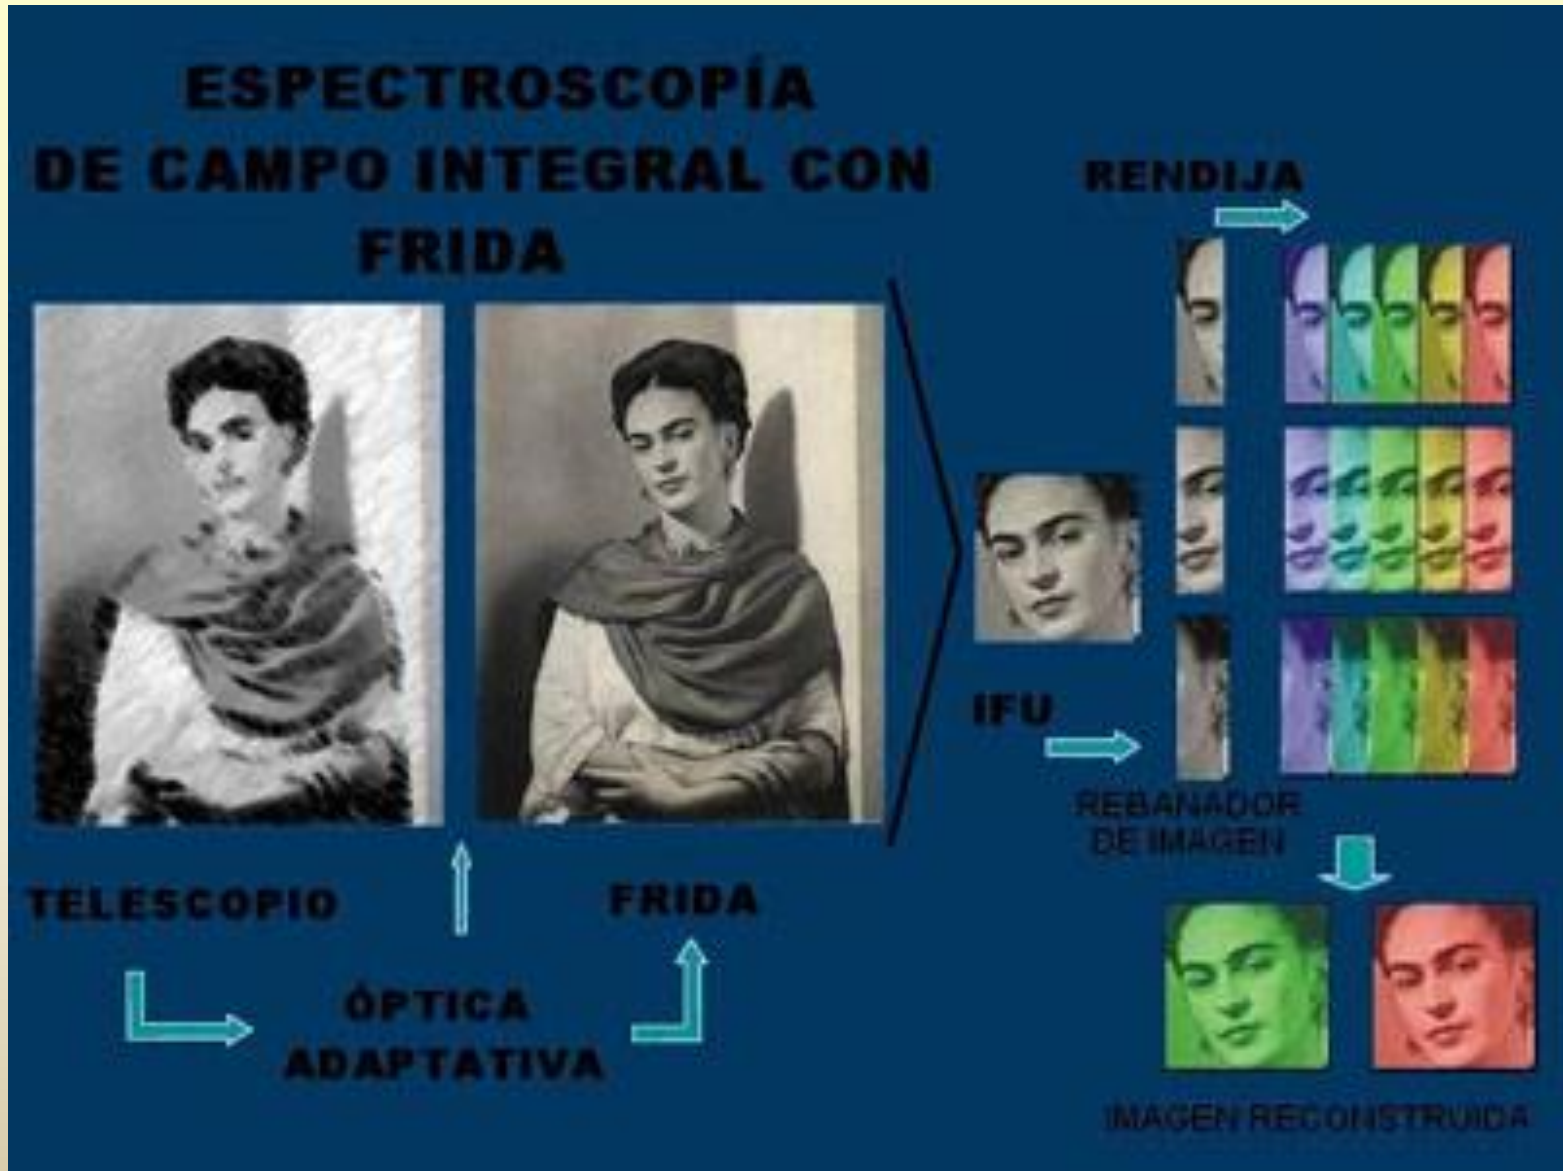 ESPECTROSCOPÍA
DE CAMPO INTEGRAL CON
FRIDA
RENDIJA
IFU
REBANADOR
DE IMAGEN
TELESCOPIO
FRIDA
ÓPTICA
ADAPTATIVA
IMAGEN RECONSTRUIDA